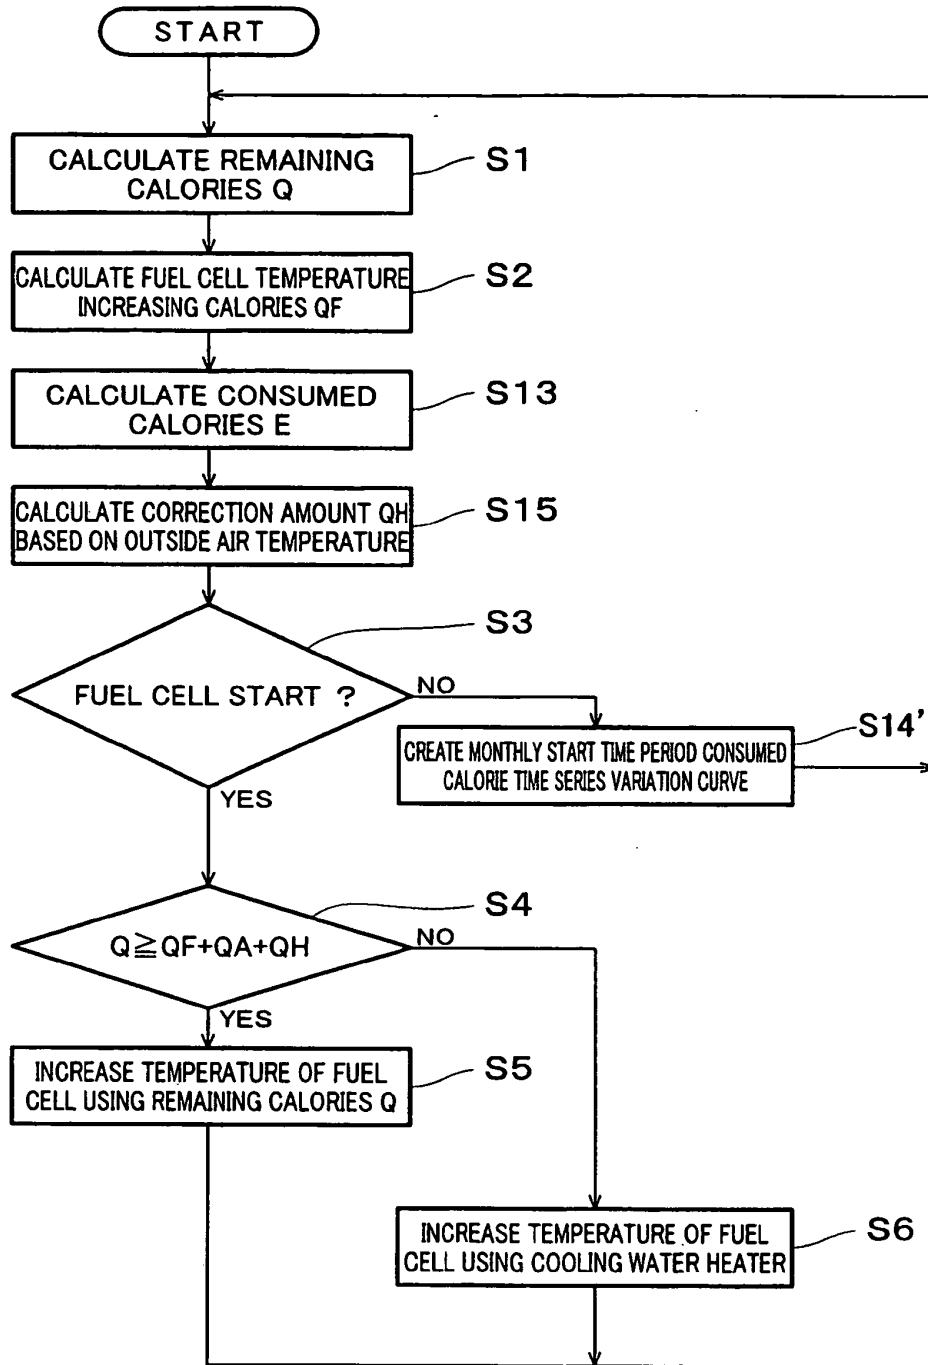 START
CALCULATE REMAINING
CALORIES Q
S1
CALCULATE FUEL CELL TEMPERATURE
INCREASING CALORIES QF
S2
CALCULATE CONSUMED
CALORIES E
S13
CALCULATE CORRECTION AMOUNT QH
BASED ON OUTSIDE AIR TEMPERATURE
S15
FUEL CELL START ?
S3
NO
YES
CREATE MONTHLY START TIME PERIOD CONSUMED
CALORIE TIME SERIES VARIATION CURVE
S14'
Q≧QF+QA+QH
S4
NO
YES
INCREASE TEMPERATURE OF FUEL
CELL USING REMAINING CALORIES Q
S5
INCREASE TEMPERATURE OF FUEL
CELL USING COOLING WATER HEATER
S6